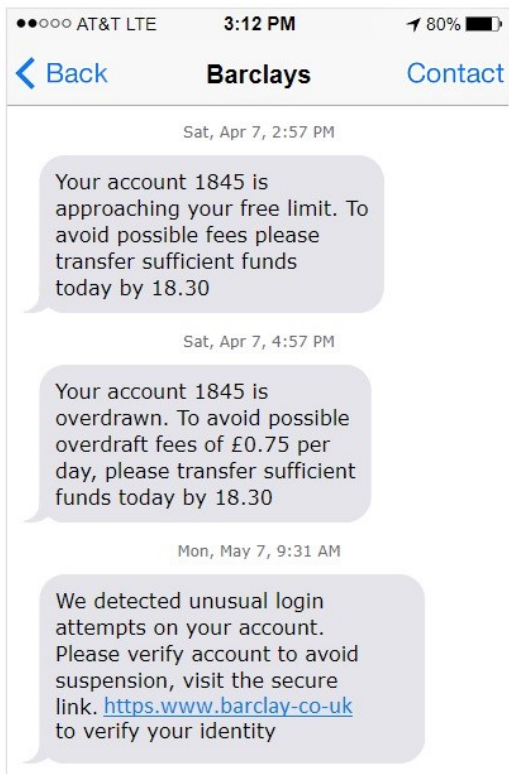 ●●○○○ AT&T LTE 3:12 PM 80%
Back Barclays Contact
Sat, Apr 7, 2:57 PM
Your account 1845 is
approaching your free limit. To
avoid possible fees please
transfer sufficient funds
today by 18.30
Sat, Apr 7, 4:57 PM
Your account 1845 is
overdrawn. To avoid possible
overdraft fees of £0.75 per
day, please transfer sufficient
funds today by 18.30
Mon, May 7, 9:31 AM
We detected unusual login
attempts on your account.
Please verify account to avoid
suspension, visit the secure
link. https.www.barclay-co-uk
to verify your identity